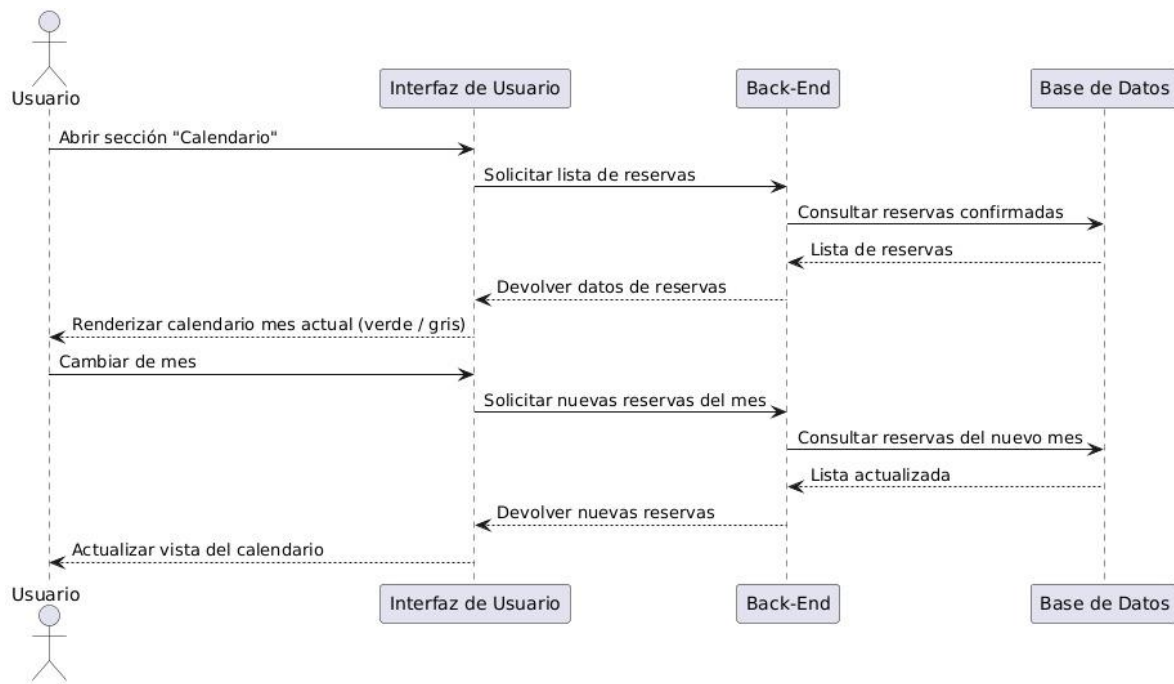 Usuario
Interfaz de Usuario
Back-End
Base de Datos
Abrir sección "Calendario"
Solicitar lista de reservas
Consultar reservas confirmadas
Lista de reservas
Devolver datos de reservas
Renderizar calendario mes actual (verde / gris)
Cambiar de mes
Solicitar nuevas reservas del mes
Consultar reservas del nuevo mes
Lista actualizada
Devolver nuevas reservas
Actualizar vista del calendario
Usuario
Interfaz de Usuario
Back-End
Base de Datos